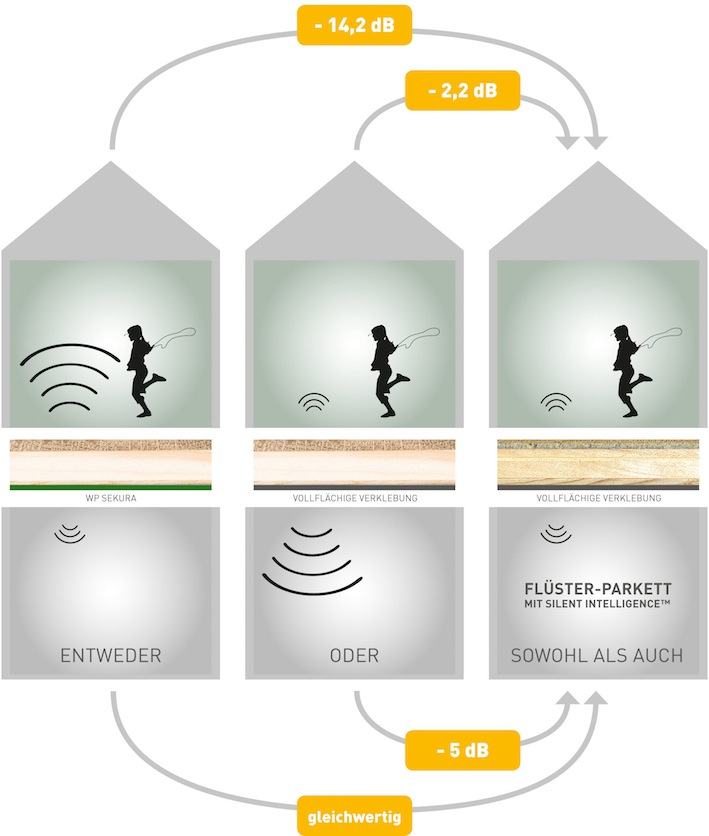 - 14,2 dB
- 2,2 dB
WP SEKURA
VOLLFLÄCHIGE VERKLEBUNG
VOLLFLÄCHIGE VERKLEBUNG
FLÜSTER-PARKETT
MIT SILENT INTELLIGENCE™
ENTWEDER
ODER
SOWOHL ALS AUCH
- 5 dB
gleichwertig